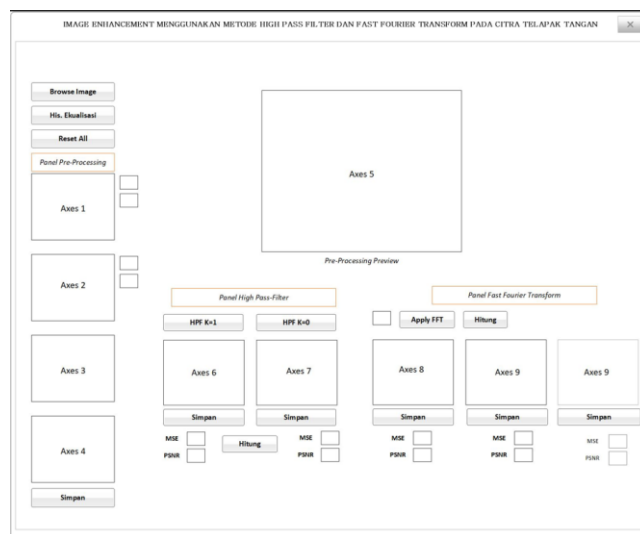 IMAGE ENHANCEMENT MENGGUNAKAN METODE HIGH PASS FILTER DAN FAST FOURIER TRANSFORM PADA CITRA TELAPAK TANGAN
Browse Image
His. Ekualisasi
Reset All
Panel Pre-Processing
Axes 1
Axes 2
Axes 3
Axes 4
Simpan
Axes 5
Pre-Processing Preview
Panel High Pass-Filter
HPF K=1 HPF K=0
Axes 6 Axes 7
Simpan Simpan
MSE MSE
Hitung
PSNR PSNR
Panel Fast Fourier Transform
Apply FFT Hitung
Axes 8 Axes 9 Axes 9
Simpan Simpan Simpan
MSE MSE MSE
PSNR PSNR PSNR